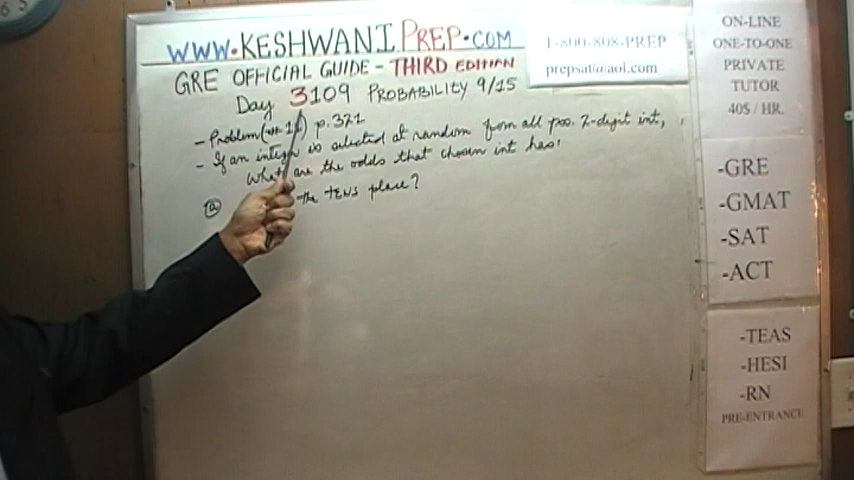 WWW.KESHWANIPREP.COM
GRE OFFICIAL GUIDE - THIRD EDITION
Day 3109 PROBABILITY 9/15
- Problem p.321
- If an integer is selected at random from all pos. 2-digit int,
What are the odds that chosen int has:
(a) the TENS place?
1-800-808-PREP
prepsat@aol.com
ON-LINE
ONE-TO-ONE
PRIVATE
TUTOR
40$ / HR.
-GRE
-GMAT
-SAT
-ACT
-TEAS
-HESI
-RN
PRE-ENTRANCE